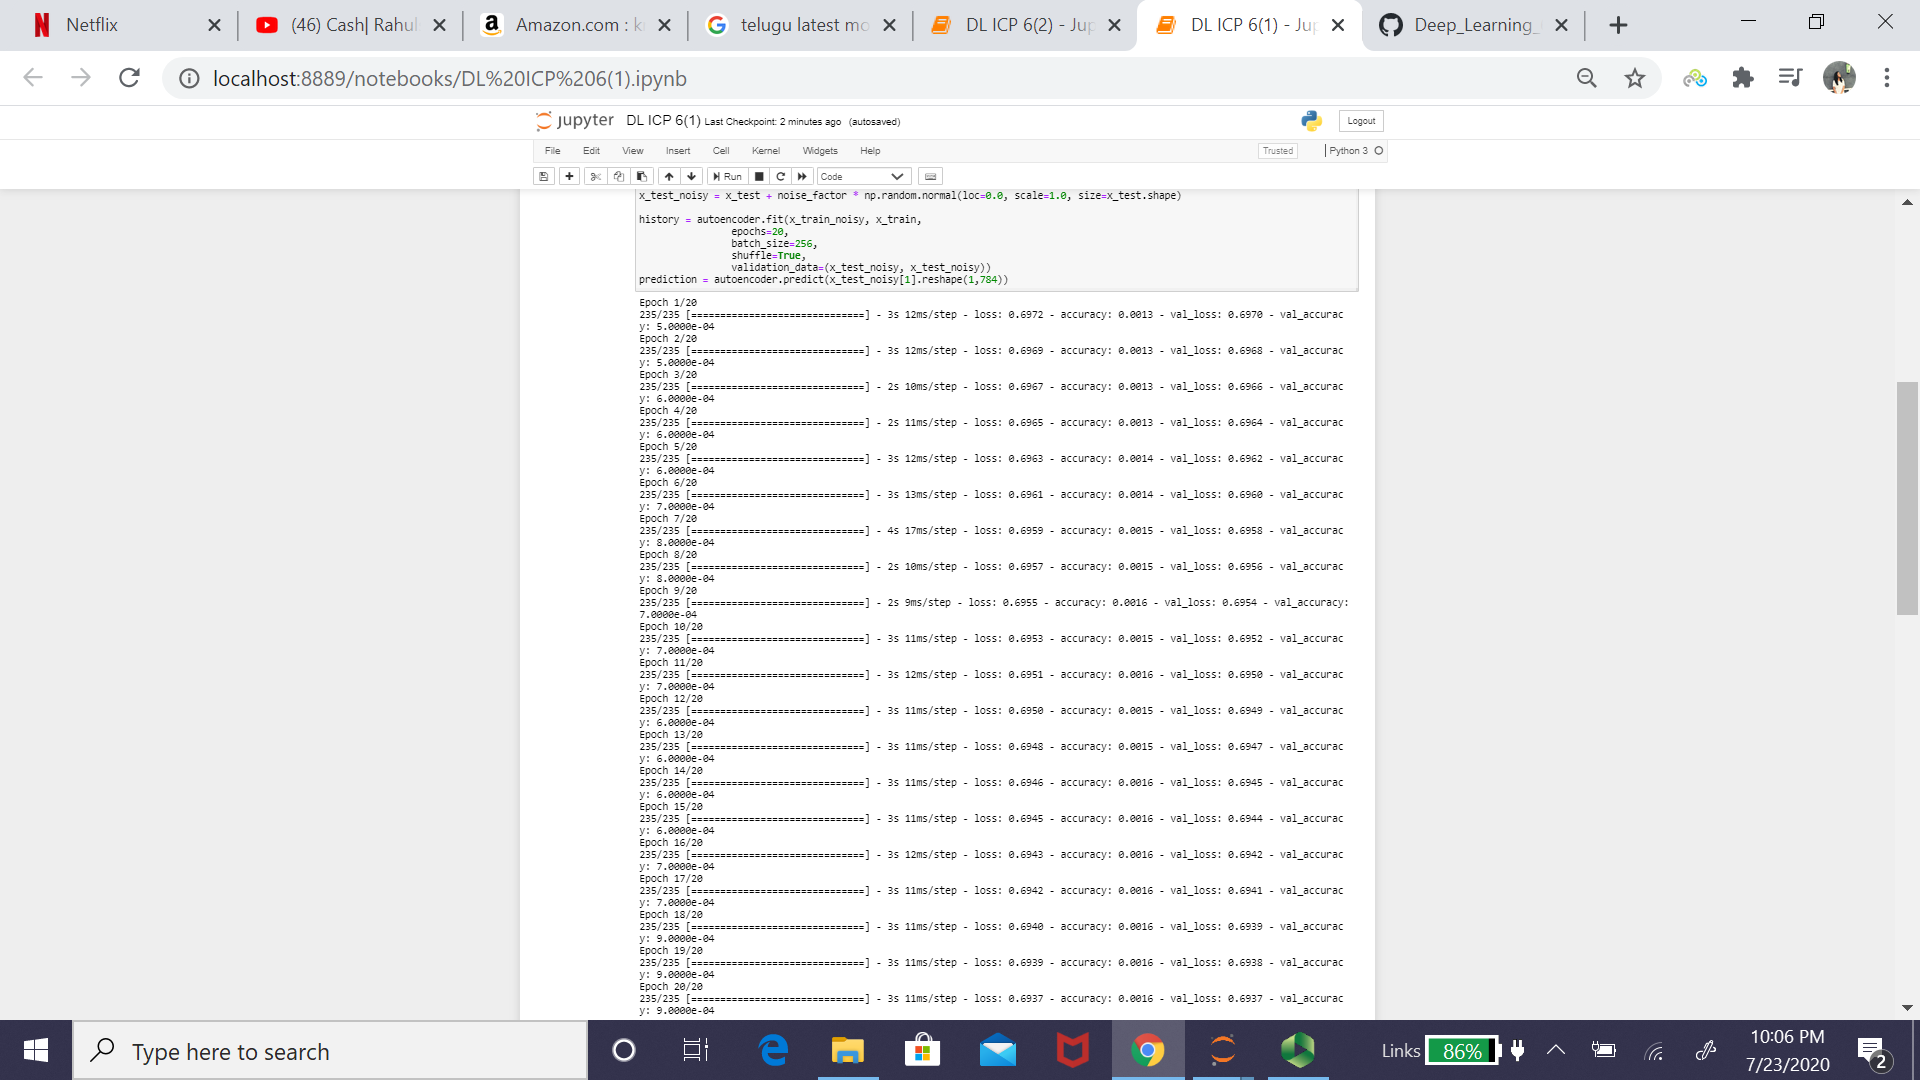 Netflix
(46) Cash| Rahul
Amazon.com : k
telugu latest mo
DL ICP 6(2) - Jup
DL ICP 6(1) - Jup
Deep_Learning_
localhost:8889/notebooks/DL%20ICP%206(1).ipynb
jupyter DL ICP 6(1) Last Checkpoint: 2 minutes ago (autosaved)
Logout
File Edit View Insert Cell Kernel Widgets Help
Trusted
Python 3
Run
Code
x_test_noisy = x_test + noise_factor * np.random.normal(loc=0.0, scale=1.0, size=x_test.shape)
history = autoencoder.fit(x_train_noisy, x_train,
epochs=20,
batch_size=256,
shuffle=True,
validation_data=(x_test_noisy, x_test_noisy))
prediction = autoencoder.predict(x_test_noisy[1].reshape(1,784))
Epoch 1/20
235/235 [==============================] - 3s 12ms/step - loss: 0.6972 - accuracy: 0.0013 - val_loss: 0.6970 - val_accurac
y: 5.0000e-04
Epoch 2/20
235/235 [==============================] - 3s 12ms/step - loss: 0.6969 - accuracy: 0.0013 - val_loss: 0.6968 - val_accurac
y: 5.0000e-04
Epoch 3/20
235/235 [==============================] - 2s 10ms/step - loss: 0.6967 - accuracy: 0.0013 - val_loss: 0.6966 - val_accurac
y: 6.0000e-04
Epoch 4/20
235/235 [==============================] - 2s 11ms/step - loss: 0.6965 - accuracy: 0.0013 - val_loss: 0.6964 - val_accurac
y: 6.0000e-04
Epoch 5/20
235/235 [==============================] - 3s 12ms/step - loss: 0.6963 - accuracy: 0.0014 - val_loss: 0.6962 - val_accurac
y: 6.0000e-04
Epoch 6/20
235/235 [==============================] - 3s 13ms/step - loss: 0.6961 - accuracy: 0.0014 - val_loss: 0.6960 - val_accurac
y: 7.0000e-04
Epoch 7/20
235/235 [==============================] - 4s 17ms/step - loss: 0.6959 - accuracy: 0.0015 - val_loss: 0.6958 - val_accurac
y: 8.0000e-04
Epoch 8/20
235/235 [==============================] - 2s 10ms/step - loss: 0.6957 - accuracy: 0.0015 - val_loss: 0.6956 - val_accurac
y: 8.0000e-04
Epoch 9/20
235/235 [==============================] - 2s 9ms/step - loss: 0.6955 - accuracy: 0.0016 - val_loss: 0.6954 - val_accuracy:
7.0000e-04
Epoch 10/20
235/235 [==============================] - 3s 11ms/step - loss: 0.6953 - accuracy: 0.0015 - val_loss: 0.6952 - val_accurac
y: 7.0000e-04
Epoch 11/20
235/235 [==============================] - 3s 12ms/step - loss: 0.6951 - accuracy: 0.0016 - val_loss: 0.6950 - val_accurac
y: 7.0000e-04
Epoch 12/20
235/235 [==============================] - 3s 11ms/step - loss: 0.6950 - accuracy: 0.0015 - val_loss: 0.6949 - val_accurac
y: 6.0000e-04
Epoch 13/20
235/235 [==============================] - 3s 11ms/step - loss: 0.6948 - accuracy: 0.0015 - val_loss: 0.6947 - val_accurac
y: 6.0000e-04
Epoch 14/20
235/235 [==============================] - 3s 11ms/step - loss: 0.6946 - accuracy: 0.0016 - val_loss: 0.6945 - val_accurac
y: 6.0000e-04
Epoch 15/20
235/235 [==============================] - 3s 11ms/step - loss: 0.6945 - accuracy: 0.0016 - val_loss: 0.6944 - val_accurac
y: 6.0000e-04
Epoch 16/20
235/235 [==============================] - 3s 12ms/step - loss: 0.6943 - accuracy: 0.0016 - val_loss: 0.6942 - val_accurac
y: 7.0000e-04
Epoch 17/20
235/235 [==============================] - 3s 11ms/step - loss: 0.6942 - accuracy: 0.0016 - val_loss: 0.6941 - val_accurac
y: 7.0000e-04
Epoch 18/20
235/235 [==============================] - 3s 11ms/step - loss: 0.6940 - accuracy: 0.0016 - val_loss: 0.6939 - val_accurac
y: 9.0000e-04
Epoch 19/20
235/235 [==============================] - 3s 11ms/step - loss: 0.6939 - accuracy: 0.0016 - val_loss: 0.6938 - val_accurac
y: 9.0000e-04
Epoch 20/20
235/235 [==============================] - 3s 11ms/step - loss: 0.6937 - accuracy: 0.0016 - val_loss: 0.6937 - val_accurac
y: 9.0000e-04
Type here to search
Links
86%
10:06 PM
7/23/2020
2